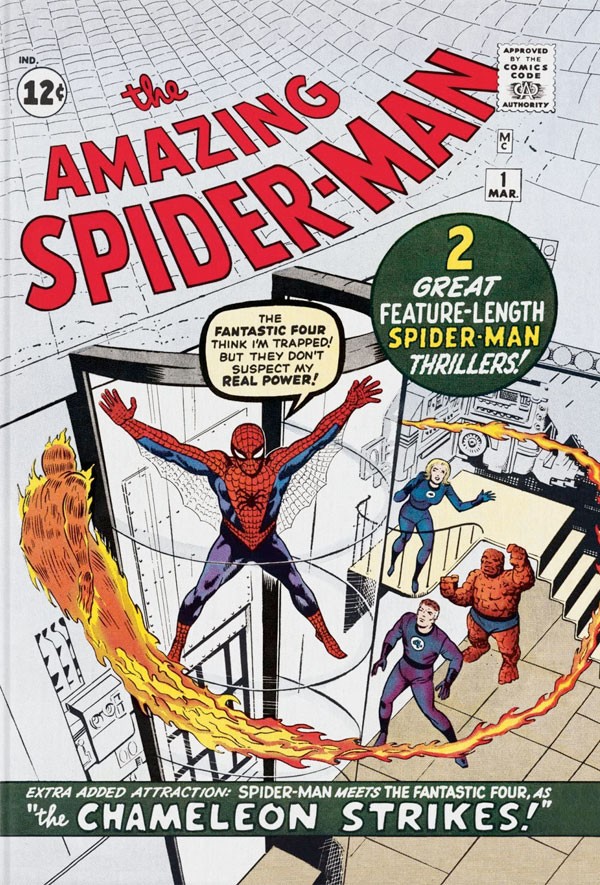 IND.
12¢
APPROVED
BY THE
COMICS
CODE
CA
AUTHORITY
the
AMAZING
SPIDER-MAN
M
C
1
MAR.
2
GREAT
FEATURE-LENGTH
SPIDER-MAN
THRILLERS!
THE
FANTASTIC FOUR
THINK I'M TRAPPED!
BUT THEY DON'T
SUSPECT MY
REAL POWER!
4
EXTRA ADDED ATTRACTION: SPIDER-MAN MEETS THE FANTASTIC FOUR, AS
"the CHAMELEON STRIKES!"